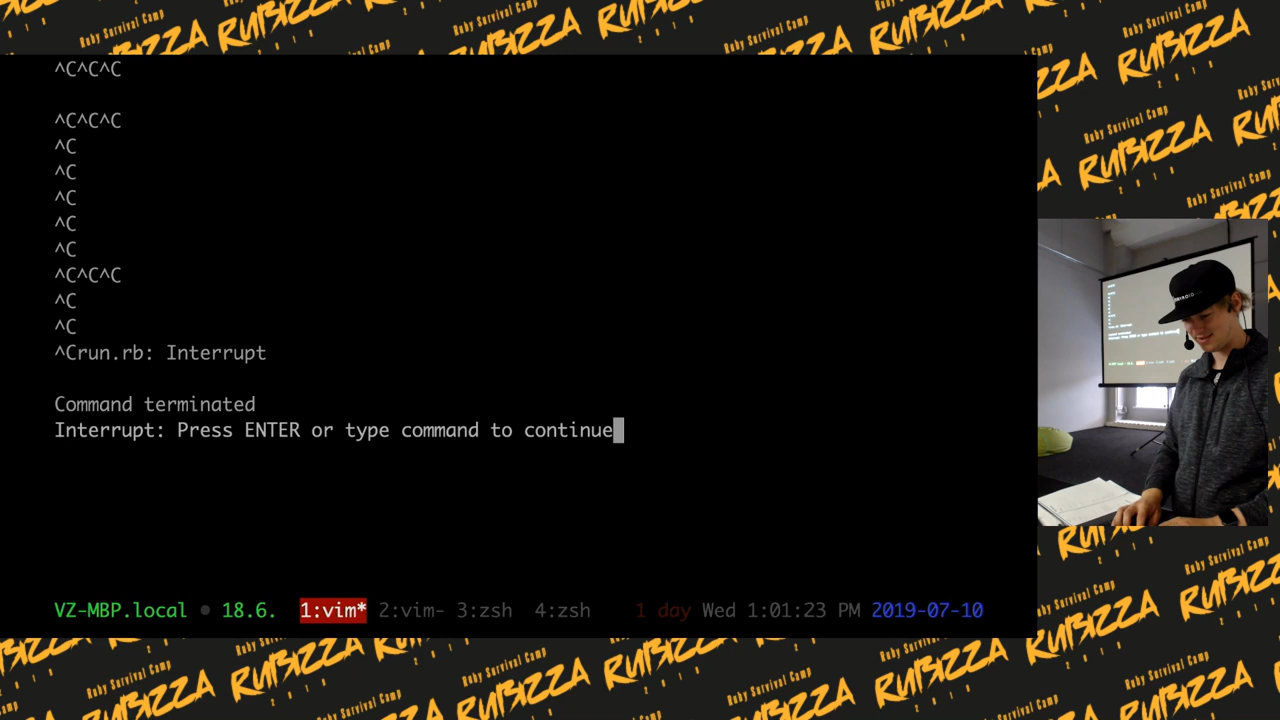 ^C^C^C
^C^C^C
^C
^C
^C
^C
^C
^C^C^C
^C
^C
^Crun.rb: Interrupt
Command terminated
Interrupt: Press ENTER or type command to continue
VZ-MBP.local • 18.6. 1:vim* 2:vim- 3:zsh 4:zsh 1 day Wed 1:01:23 PM 2019-07-10
Ruby Survival Camp
RUBIZZA
2019